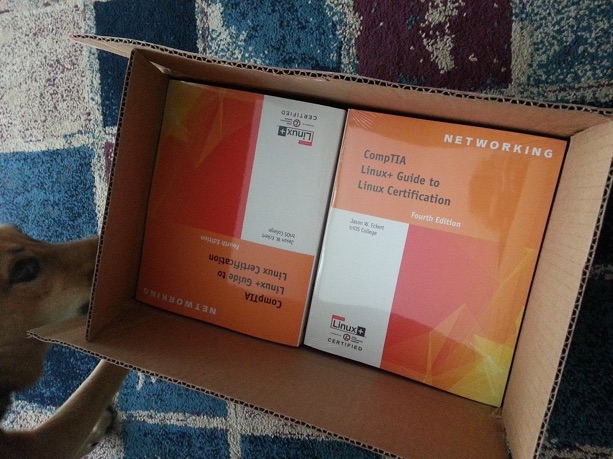 NETWORKING
CompTIA
Linux+ Guide to
Linux Certification
Fourth Edition
Jason W. Eckert
triOS College
Linux+
CERTIFIED
NETWORKING
CompTIA
Linux+ Guide to
Linux Certification
Fourth Edition
Jason W. Eckert
triOS College
Linux+
CERTIFIED